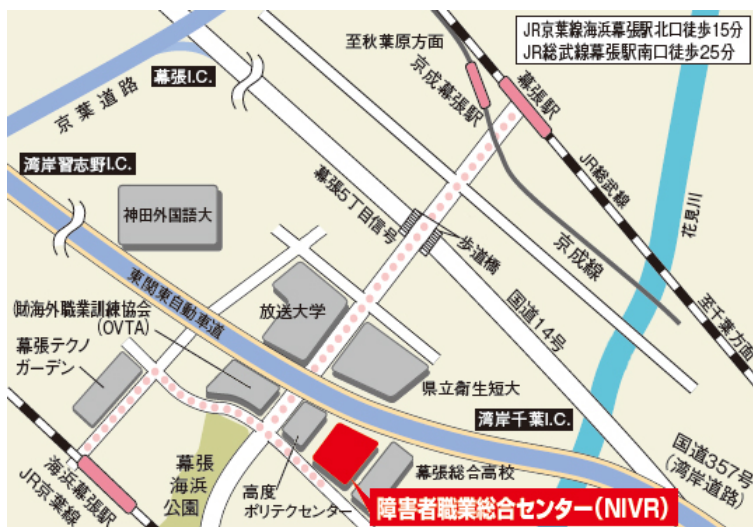 JR京葉線海浜幕張駅北口徒歩15分
JR総武線幕張駅南口徒歩25分
至秋葉原方面
幕張I.C.
京葉道路
京成幕張駅
幕張駅
JR総武線
花見川
湾岸習志野I.C.
神田外国語大
幕張5丁目信号
歩道橋
京成線
至千葉方面
東関東自動車道
放送大学
国道14号
(財)海外職業訓練協会
(OVTA)
幕張テクノ
ガーデン
県立衛生短大
湾岸千葉I.C.
国道357号
(湾岸道路)
海浜幕張駅
JR京葉線
幕張
海浜
公園
高度
ポリテクセンター
幕張総合高校
障害者職業総合センター(NIVR)